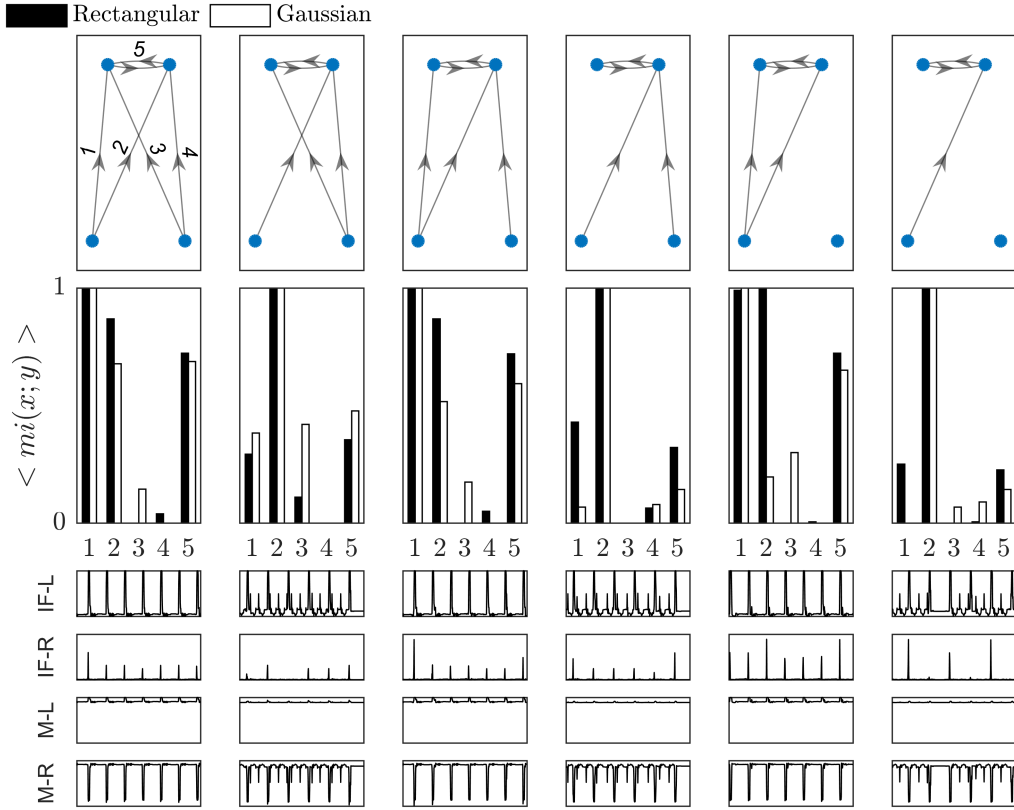 Rectangular Gaussian
5
1 2 3 4
< mi(x; y) >
1
0
1 2 3 4 5 1 2 3 4 5 1 2 3 4 5 1 2 3 4 5 1 2 3 4 5 1 2 3 4 5
IF-L
IF-R
M-L
M-R